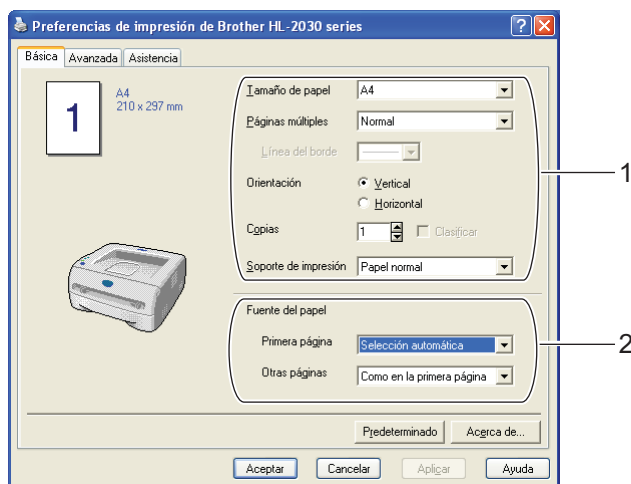 Preferencias de impresión de Brother HL-2030 series
Básica Avanzada Asistencia
1
A4
210 x 297 mm
Tamaño de papel A4
Páginas múltiples Normal
Línea del borde
Orientación Vertical
Horizontal
Copias 1 Clasificar
Soporte de impresión Papel normal
1
Fuente del papel
Primera página Selección automática
Otras páginas Como en la primera página
2
Predeterminado Acerca de...
Aceptar Cancelar Aplicar Ayuda